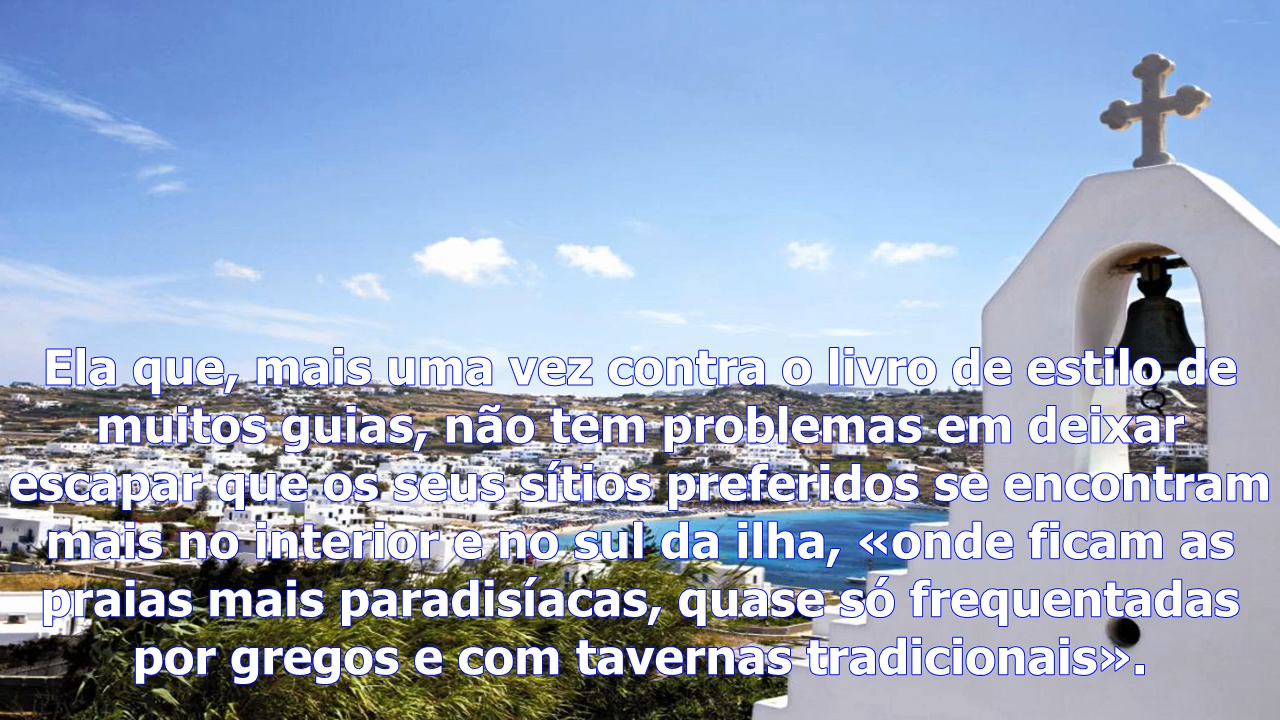 Ela que, mais uma vez contra o livro de estilo de
muitos guias, não tem problemas em deixar
escapar que os seus sítios preferidos se encontram
mais no interior e no sul da ilha, «onde ficam as
praias mais paradisíacas, quase só frequentadas
por gregos e com tavernas tradicionais».